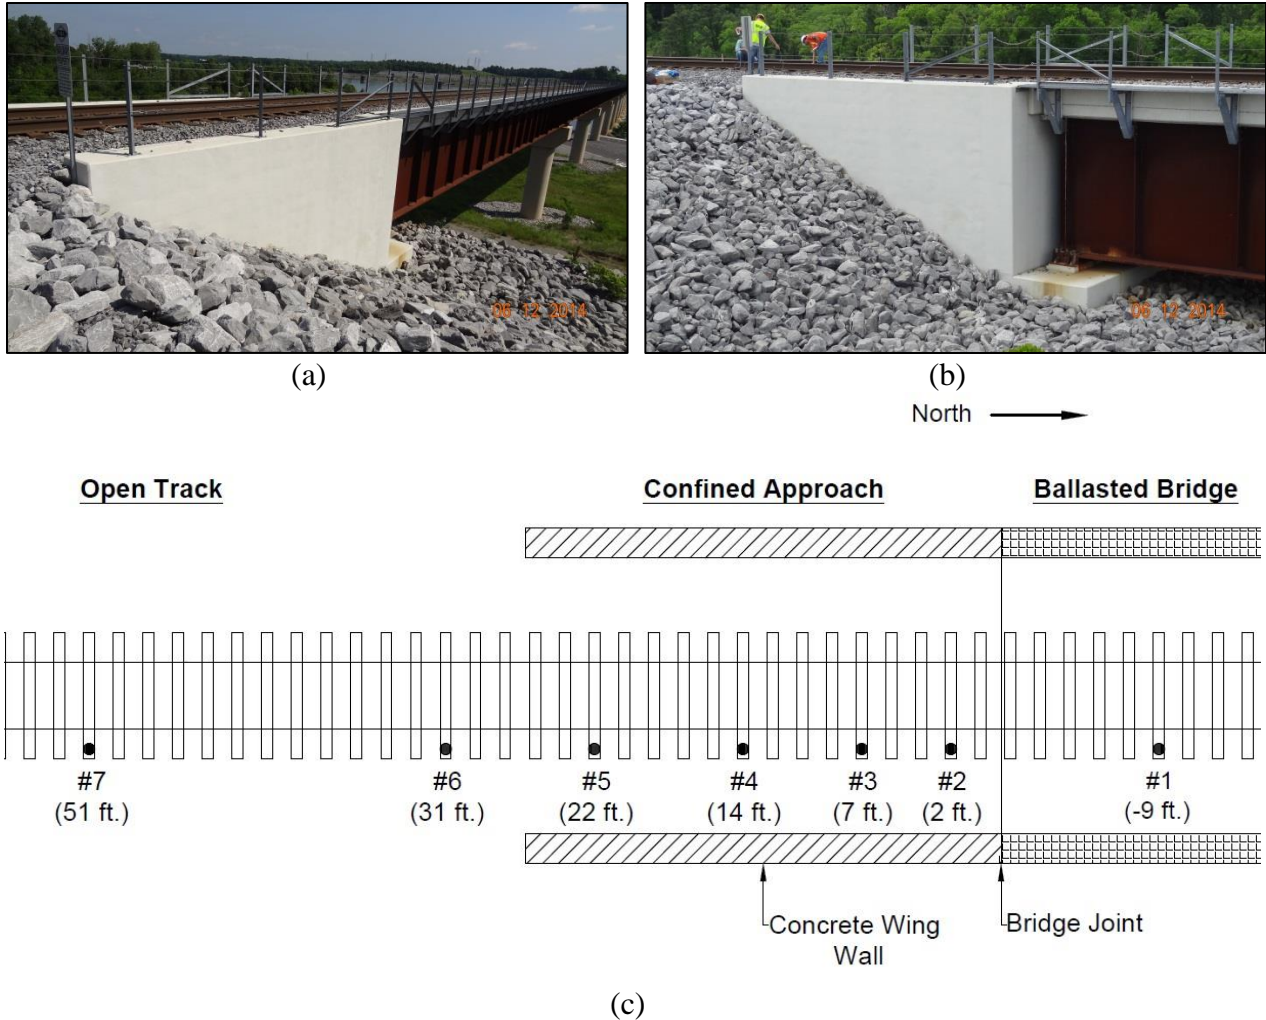 06 12 2014
06 12 2014
(a)
(b)
North
Open Track
Confined Approach
Ballasted Bridge
#7
(51 ft.)
#6
(31 ft.)
#5
(22 ft.)
#4
(14 ft.)
#3
(7 ft.)
#2
(2 ft.)
#1
(-9 ft.)
Concrete Wing
Wall
Bridge Joint
(c)